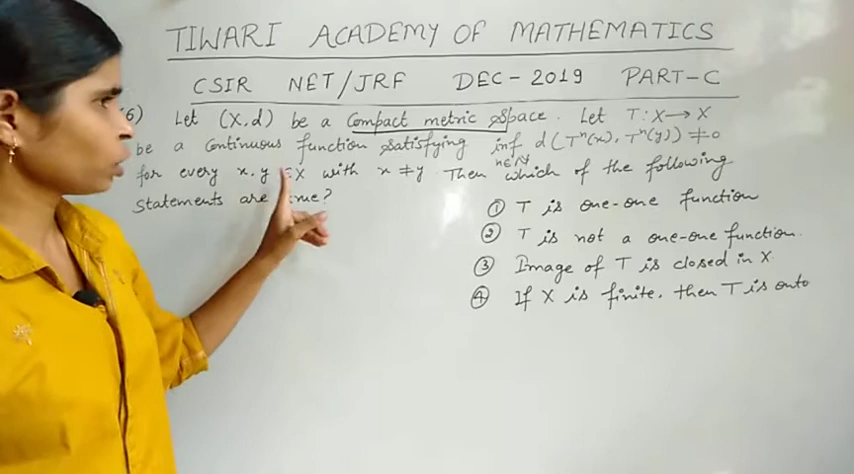 TIWARI ACADEMY OF MATHEMATICS
CSIR NET/JRF DEC-2019 PART-C
6) Let (X,d) be a Compact metric space. Let T: X→X
be a continuous function satisfying inf d(Tⁿ(x), Tⁿ(y)) ≠ 0
n∈N
for every x,y ∈ X with x ≠ y. Then which of the following
statements are true?
① T is one-one function
② T is not a one-one function.
③ Image of T is closed in X.
④ If X is finite, then T is onto